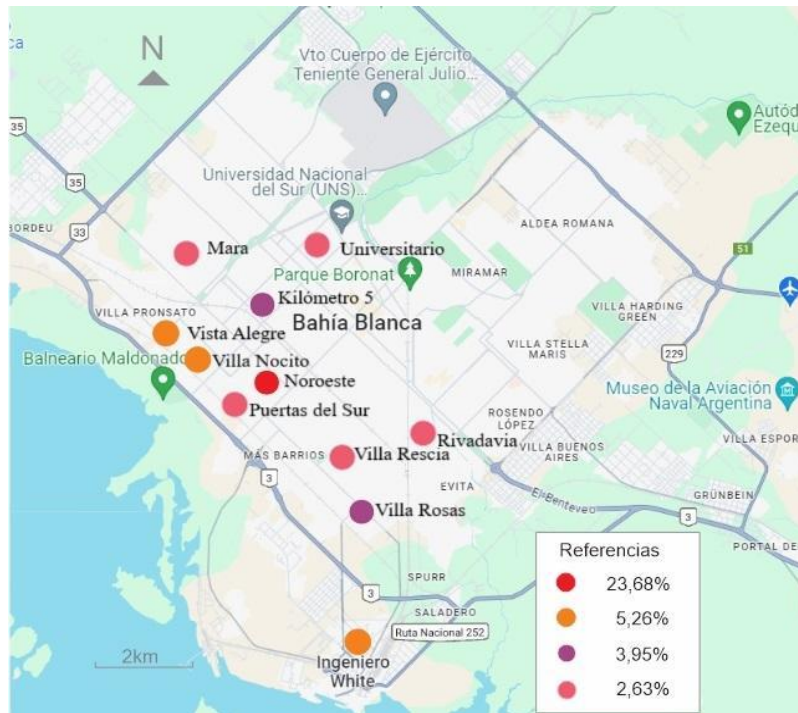 N
Vto Cuerpo de Ejército
Teniente General Julio...
Autód
Ezequ
35
35
Universidad Nacional
del Sur (UNS)...
BORDEU
33
Mara
Universitario
ALDEA ROMANA
51
Parque Boronat
MIRAMAR
Kilómetro 5
VILLA PRONSATO
Bahía Blanca
VILLA HARDING
GREEN
Vista Alegre
VILLA STELLA
MARIS
Balneario Maldonado
Villa Nocito
229
Noroeste
Museo de la Aviación
Naval Argentina
Puertas del Sur
ROSENDO
LÓPEZ
Rivadavia
VILLA BUENOS
AIRES
VILLA ESPOR
MÁS BARRIOS
Villa Rescia
3
EVITA
El Benteveo
GRÜNBEIN
Villa Rosas
3
PORTAL DE
Referencias
23,68%
5,26%
3,95%
2,63%
SPURR
3
SALADERO
Ruta Nacional 252
2km
Ingeniero
White